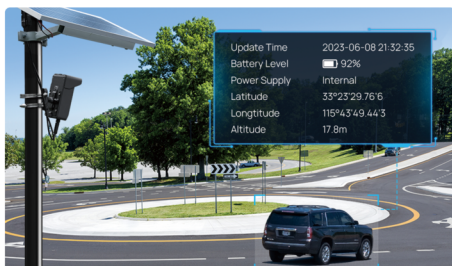 Update Time 2023-06-08 21:32:35
Battery Level 92%
Power Supply Internal
Latitude 33°23'29.76'6
Longtitude 115°43'49.44'3
Altitude 17.8m